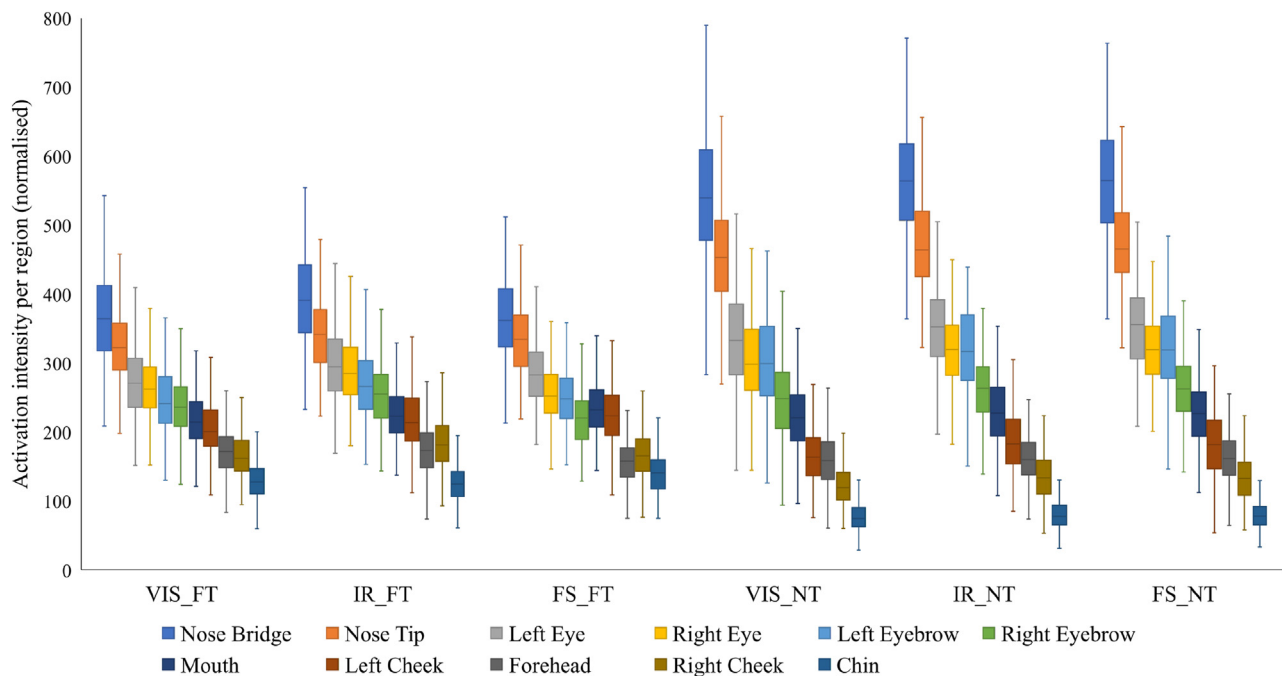 Activation intensity per region (normalised)
800
700
600
500
400
300
200
100
0
VIS_FT IR_FT FS_FT VIS_NT IR_NT FS_NT
Nose Bridge Nose Tip Left Eye Right Eye Left Eyebrow Right Eyebrow
Mouth Left Cheek Forehead Right Cheek Chin